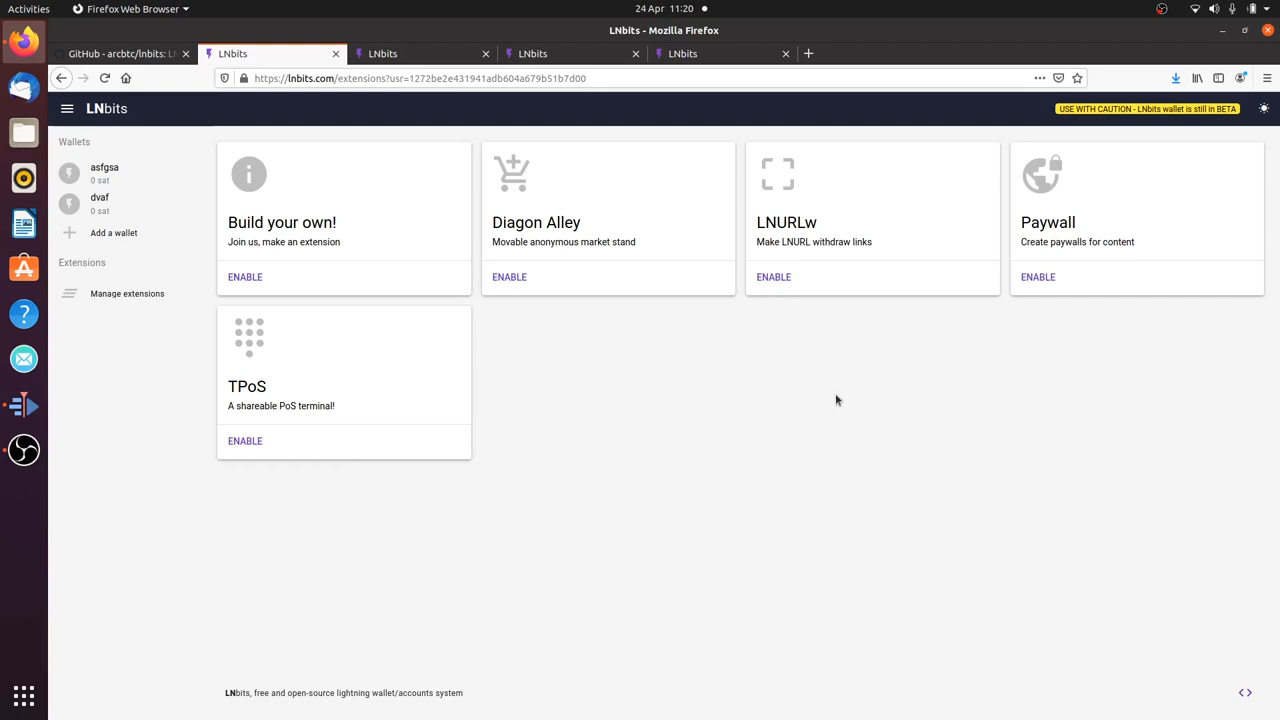 Activities
Firefox Web Browser
24 Apr 11:20
LNbits - Mozilla Firefox
GitHub - arcbtc/lnbits: LN
LNbits
LNbits
LNbits
LNbits
https://lnbits.com/extensions?usr=1272be2e431941adb604a679b51b7d00
LNbits
USE WITH CAUTION - LNbits wallet is still in BETA
Wallets
asfgsa
0 sat
dvaf
0 sat
Add a wallet
Extensions
Manage extensions
Build your own!
Join us, make an extension
ENABLE
Diagon Alley
Movable anonymous market stand
ENABLE
LNURLw
Make LNURL withdraw links
ENABLE
Paywall
Create paywalls for content
ENABLE
TPoS
A shareable PoS terminal!
ENABLE
LNbits, free and open-source lightning wallet/accounts system